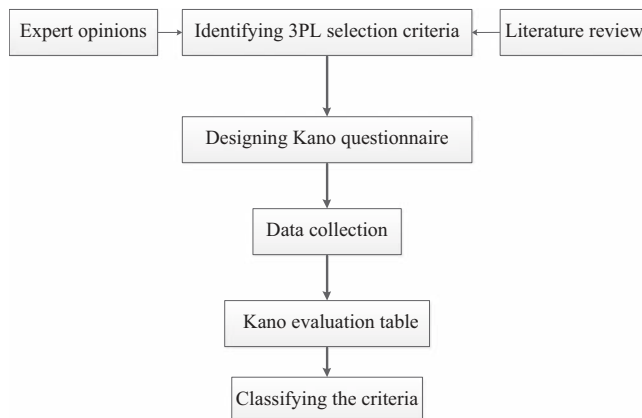 Expert opinions
Identifying 3PL selection criteria
Literature review
Designing Kano questionnaire
Data collection
Kano evaluation table
Classifying the criteria